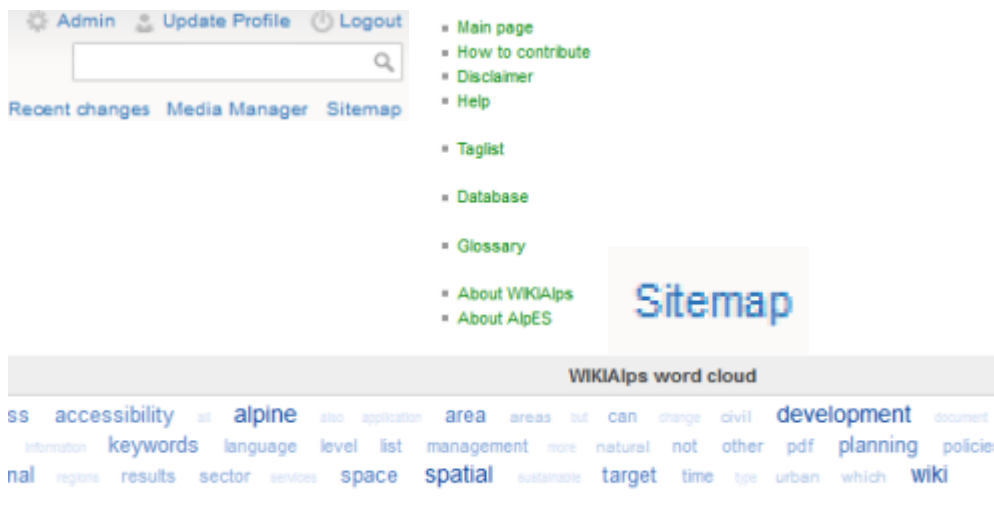 Admin Update Profile Logout
Recent changes Media Manager Sitemap
Main page
How to contribute
Disclaimer
Help
Taglist
Database
Glossary
About WIKIAlps
About AlpES
Sitemap
WIKIAlps word cloud
ss accessibility all alpine also application area areas but can change civil development document
information keywords language level list management more natural not other pdf planning policies
nal regions results sector services space spatial sustainable target time type urban which wiki